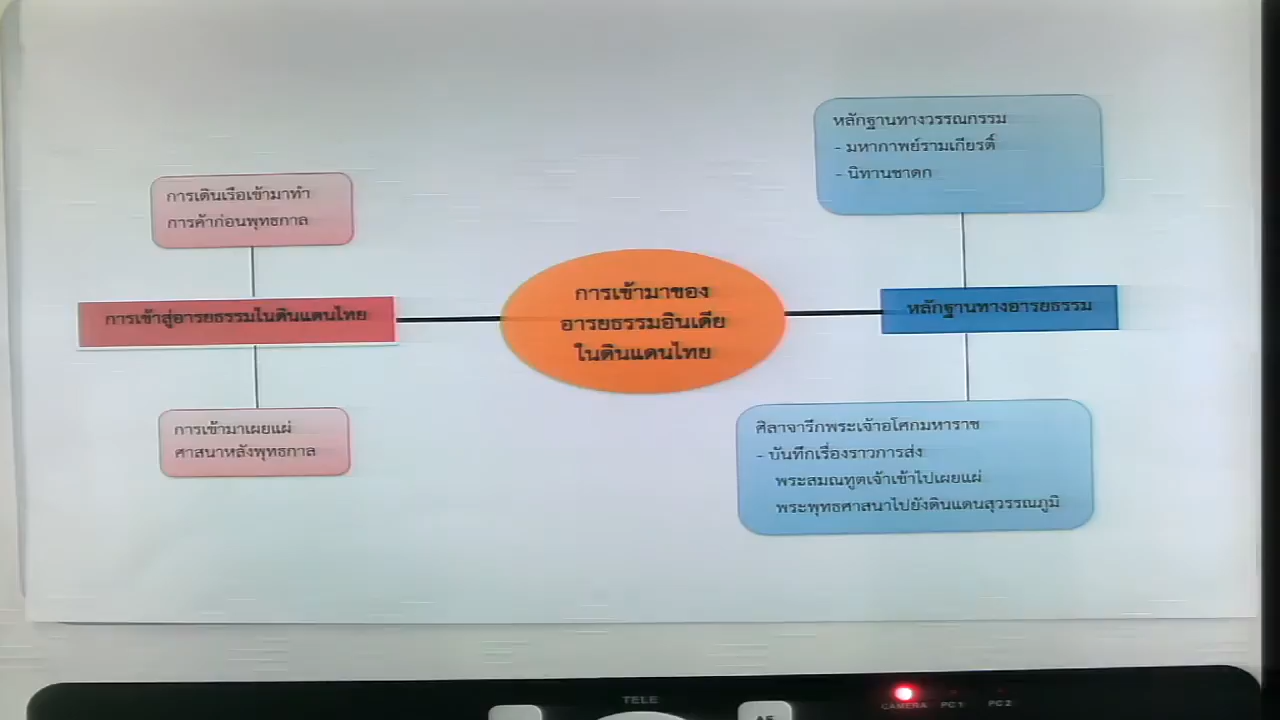 หลักฐานทางวรรณกรรม
- มหากาพย์รามเกียรติ์
- นิทานชาดก
การเดินเรือเข้ามาทำ
การค้าก่อนพุทธกาล
การเข้าสู่อารยธรรมในดินแดนไทย
การเข้ามาของ
อารยธรรมอินเดีย
ในดินแดนไทย
หลักฐานทางอารยธรรม
การเข้ามาเผยแผ่
ศาสนาหลังพุทธกาล
ศิลาจารึกพระเจ้าอโศกมหาราช
- บันทึกเรื่องราวการส่ง
พระสมณทูตเจ้าเข้าไปเผยแผ่
พระพุทธศาสนาไปยังดินแดนสุวรรณภูมิ
TELE
CAMERA PC 1 PC 2